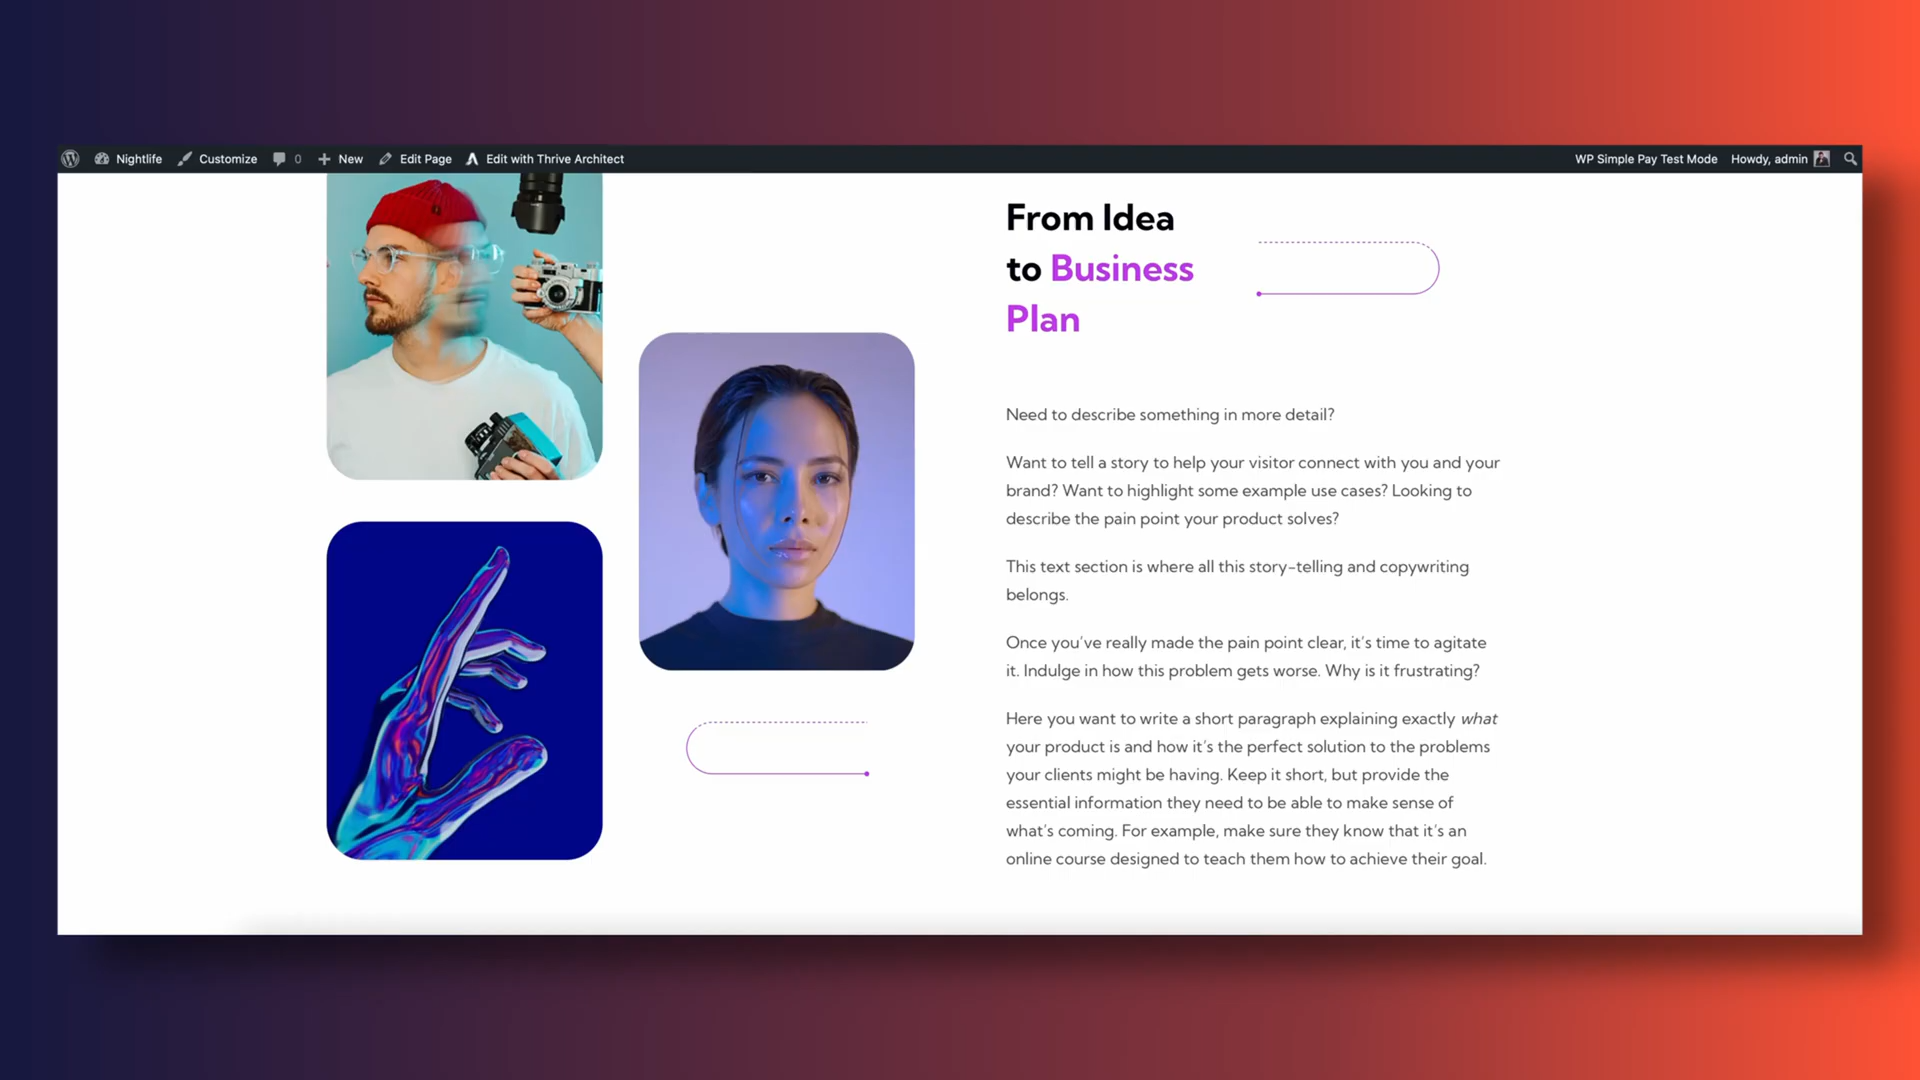 Nightlife Customize 0 New Edit Page Edit with Thrive Architect WP Simple Pay Test Mode Howdy, admin
From Idea
to Business
Plan
Need to describe something in more detail?
Want to tell a story to help your visitor connect with you and your
brand? Want to highlight some example use cases? Looking to
describe the pain point your product solves?
This text section is where all this story-telling and copywriting
belongs.
Once you’ve really made the pain point clear, it’s time to agitate
it. Indulge in how this problem gets worse. Why is it frustrating?
Here you want to write a short paragraph explaining exactly what
your product is and how it’s the perfect solution to the problems
your clients might be having. Keep it short, but provide the
essential information they need to be able to make sense of
what’s coming. For example, make sure they know that it’s an
online course designed to teach them how to achieve their goal.